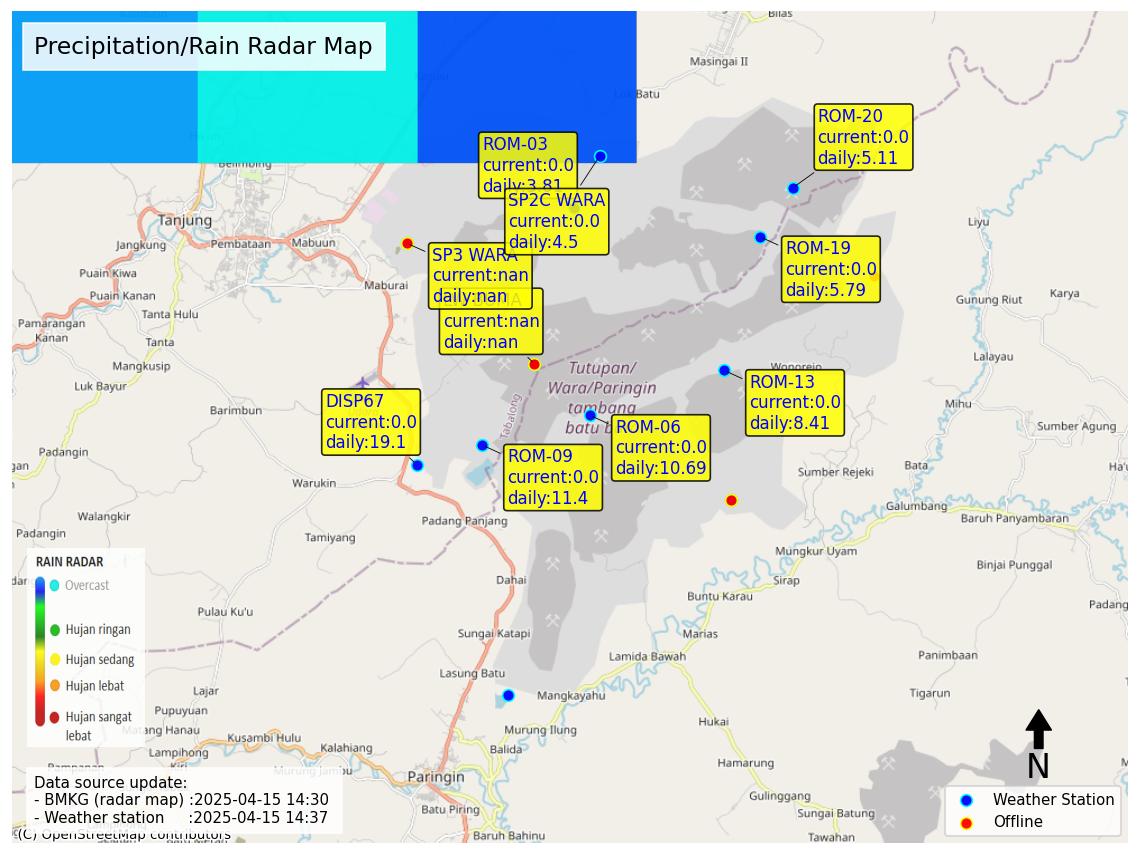 Precipitation/Rain Radar Map
Bilas
Masingai II
Batu
ROM-20
current:0.0
daily:5.11
ROM-03
current:0.0
daily:3.81
SP2C WARA
current:0.0
daily:4.5
Belimbing
Tanjung
Jangkung
Pembataan
Mabuun
Liyu
SP3 WARA
current:nan
daily:nan
ROM-19
current:0.0
daily:5.79
Puain Kiwa
Puain Kanan
Maburai
Tanta Hulu
Gunung Riut
Karya
current:nan
daily:nan
Pamarangan
Kanan
Tanta
Mangkusip
Luk Bayur
Lalayau
Wonorejo
Tutupan/
Wara/Paringin
tambang
batu
Tabalong
ROM-13
current:0.0
daily:8.41
DISP67
current:0.0
daily:19.1
Barimbun
Mihu
ROM-06
current:0.0
daily:10.69
Sumber Agung
Padangin
ROM-09
current:0.0
daily:11.4
Bata
Sumber Rejeki
Warukin
Galumbang
Walangkir
Padang Panjang
Baruh Panyambaran
Padangin
Tamiyang
Mungkur Uyam
Binjai Punggal
RAIN RADAR
Overcast
Hujan ringan
Hujan sedang
Hujan lebat
Hujan sangat
lebat
Dahai
Sirap
Buntu Karau
Padang
Pulau Ku'u
Sungai Katapi
Marias
Lamida Bawah
Panimbaan
Lasung Batu
Lajar
Mangkayahu
Tigarun
Pupuyuan
Matang Hanau
Hukai
Murung Ilung
Kusambi Hulu
Kalahiang
Balida
Lampihong
Kiri
Hamarung
N
Pampanan
Murung Jambu
Paringin
Gulinggang
Data source update:
- BMKG (radar map) :2025-04-15 14:30
- Weather station :2025-04-15 14:37
(C) OpenStreetMap contributors
Batu Piring
Sungai Batung
Baruh Bahinu
Tawahan
Weather Station
Offline